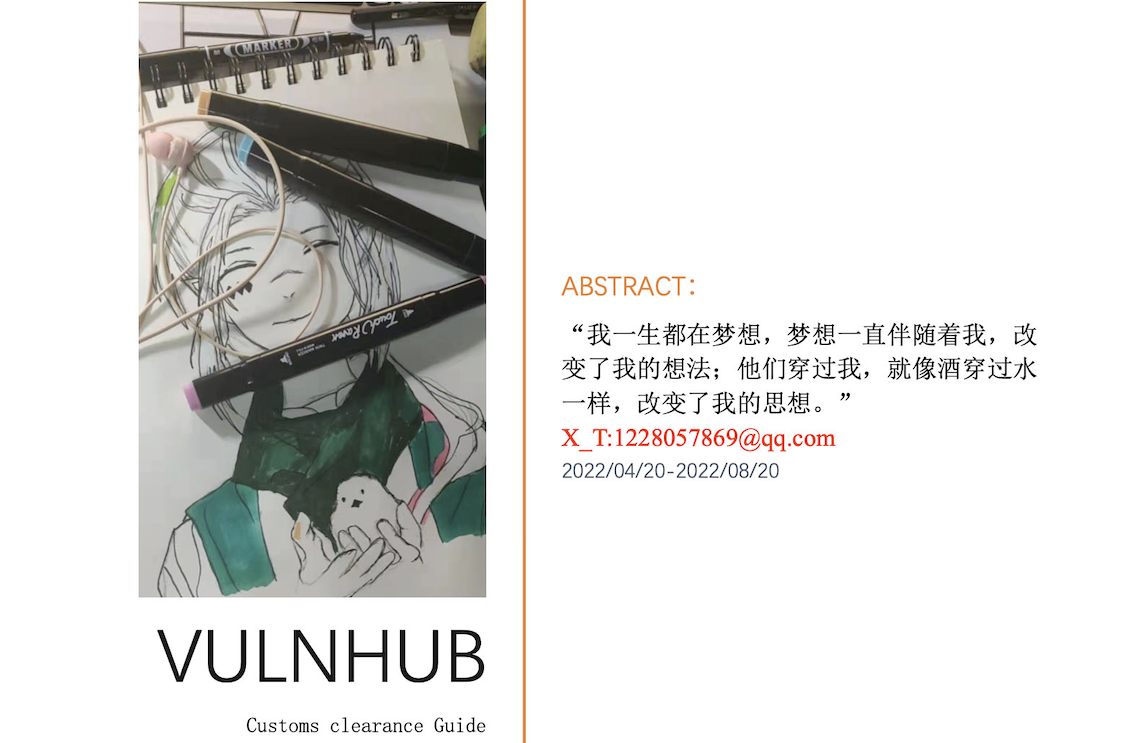 MARKER
Touch Raven
VULNHUB
Customs clearance Guide
ABSTRACT：
“我一生都在梦想，梦想一直伴随着我，改
变了我的想法；他们穿过我，就像酒穿过水
一样，改变了我的思想。”
X_T:1228057869@qq.com
2022/04/20-2022/08/20